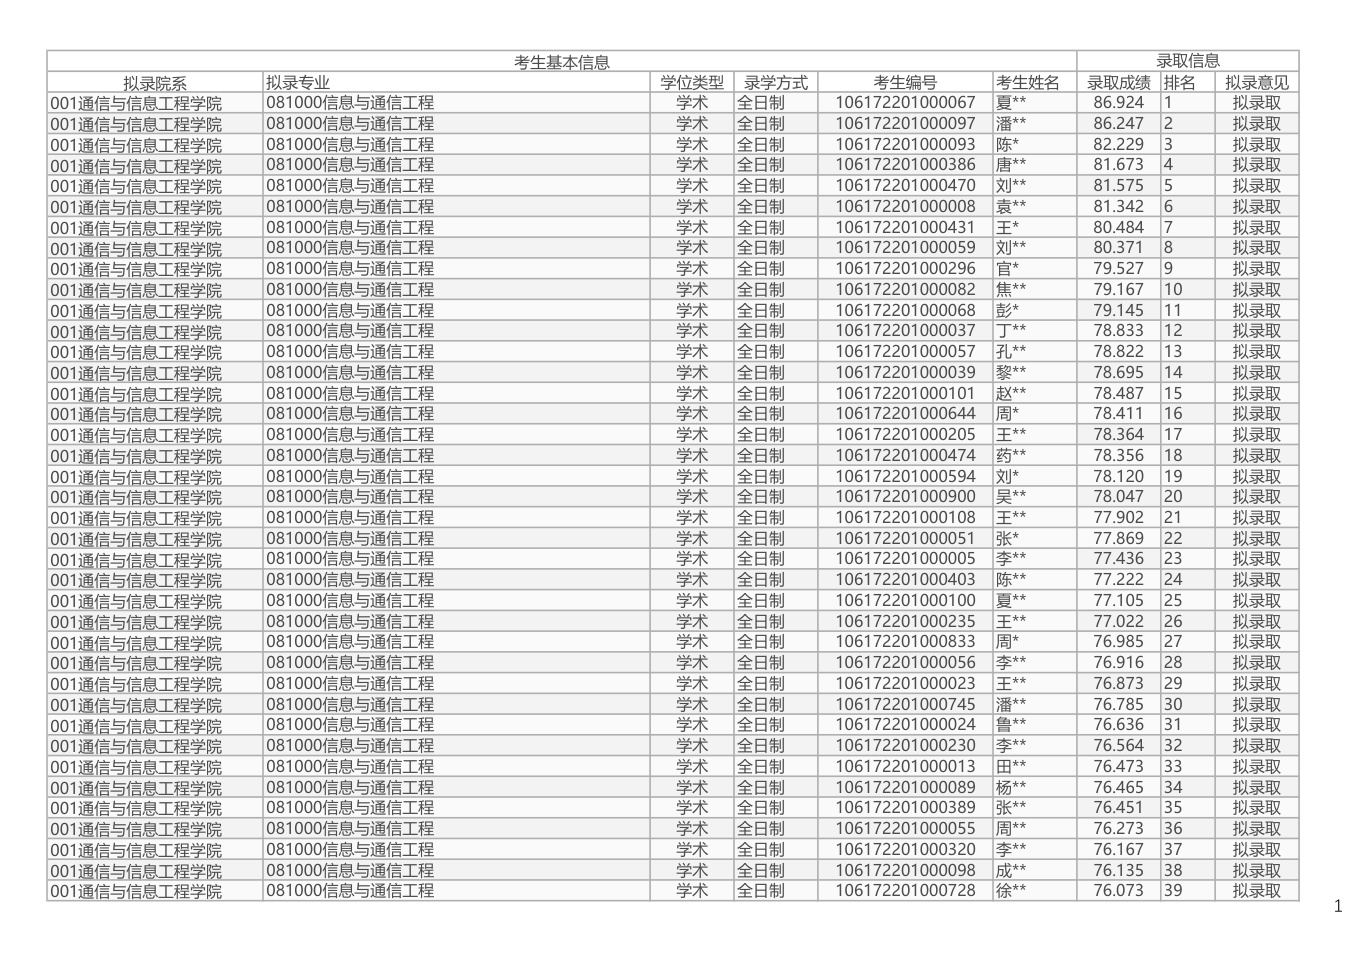 考生基本信息 录取信息
拟录院系 拟录专业 学位类型 录学方式 考生编号 考生姓名 录取成绩 排名 拟录意见
001通信与信息工程学院 081000信息与通信工程 学术 全日制 106172201000067 夏** 86.924 1 拟录取
001通信与信息工程学院 081000信息与通信工程 学术 全日制 106172201000097 潘** 86.247 2 拟录取
001通信与信息工程学院 081000信息与通信工程 学术 全日制 106172201000093 陈* 82.229 3 拟录取
001通信与信息工程学院 081000信息与通信工程 学术 全日制 106172201000386 唐** 81.673 4 拟录取
001通信与信息工程学院 081000信息与通信工程 学术 全日制 106172201000470 刘** 81.575 5 拟录取
001通信与信息工程学院 081000信息与通信工程 学术 全日制 106172201000008 袁** 81.342 6 拟录取
001通信与信息工程学院 081000信息与通信工程 学术 全日制 106172201000431 王* 80.484 7 拟录取
001通信与信息工程学院 081000信息与通信工程 学术 全日制 106172201000059 刘** 80.371 8 拟录取
001通信与信息工程学院 081000信息与通信工程 学术 全日制 106172201000296 官* 79.527 9 拟录取
001通信与信息工程学院 081000信息与通信工程 学术 全日制 106172201000082 焦** 79.167 10 拟录取
001通信与信息工程学院 081000信息与通信工程 学术 全日制 106172201000068 彭* 79.145 11 拟录取
001通信与信息工程学院 081000信息与通信工程 学术 全日制 106172201000037 丁** 78.833 12 拟录取
001通信与信息工程学院 081000信息与通信工程 学术 全日制 106172201000057 孔** 78.822 13 拟录取
001通信与信息工程学院 081000信息与通信工程 学术 全日制 106172201000039 黎** 78.695 14 拟录取
001通信与信息工程学院 081000信息与通信工程 学术 全日制 106172201000101 赵** 78.487 15 拟录取
001通信与信息工程学院 081000信息与通信工程 学术 全日制 106172201000644 周* 78.411 16 拟录取
001通信与信息工程学院 081000信息与通信工程 学术 全日制 106172201000205 王** 78.364 17 拟录取
001通信与信息工程学院 081000信息与通信工程 学术 全日制 106172201000474 药** 78.356 18 拟录取
001通信与信息工程学院 081000信息与通信工程 学术 全日制 106172201000594 刘* 78.120 19 拟录取
001通信与信息工程学院 081000信息与通信工程 学术 全日制 106172201000900 吴** 78.047 20 拟录取
001通信与信息工程学院 081000信息与通信工程 学术 全日制 106172201000108 王** 77.902 21 拟录取
001通信与信息工程学院 081000信息与通信工程 学术 全日制 106172201000051 张* 77.869 22 拟录取
001通信与信息工程学院 081000信息与通信工程 学术 全日制 106172201000005 李** 77.436 23 拟录取
001通信与信息工程学院 081000信息与通信工程 学术 全日制 106172201000403 陈** 77.222 24 拟录取
001通信与信息工程学院 081000信息与通信工程 学术 全日制 106172201000100 夏** 77.105 25 拟录取
001通信与信息工程学院 081000信息与通信工程 学术 全日制 106172201000235 王** 77.022 26 拟录取
001通信与信息工程学院 081000信息与通信工程 学术 全日制 106172201000833 周* 76.985 27 拟录取
001通信与信息工程学院 081000信息与通信工程 学术 全日制 106172201000056 李** 76.916 28 拟录取
001通信与信息工程学院 081000信息与通信工程 学术 全日制 106172201000023 王** 76.873 29 拟录取
001通信与信息工程学院 081000信息与通信工程 学术 全日制 106172201000745 潘** 76.785 30 拟录取
001通信与信息工程学院 081000信息与通信工程 学术 全日制 106172201000024 鲁** 76.636 31 拟录取
001通信与信息工程学院 081000信息与通信工程 学术 全日制 106172201000230 李** 76.564 32 拟录取
001通信与信息工程学院 081000信息与通信工程 学术 全日制 106172201000013 田** 76.473 33 拟录取
001通信与信息工程学院 081000信息与通信工程 学术 全日制 106172201000089 杨** 76.465 34 拟录取
001通信与信息工程学院 081000信息与通信工程 学术 全日制 106172201000389 张** 76.451 35 拟录取
001通信与信息工程学院 081000信息与通信工程 学术 全日制 106172201000055 周** 76.273 36 拟录取
001通信与信息工程学院 081000信息与通信工程 学术 全日制 106172201000320 李** 76.167 37 拟录取
001通信与信息工程学院 081000信息与通信工程 学术 全日制 106172201000098 成** 76.135 38 拟录取
001通信与信息工程学院 081000信息与通信工程 学术 全日制 106172201000728 徐** 76.073 39 拟录取
1